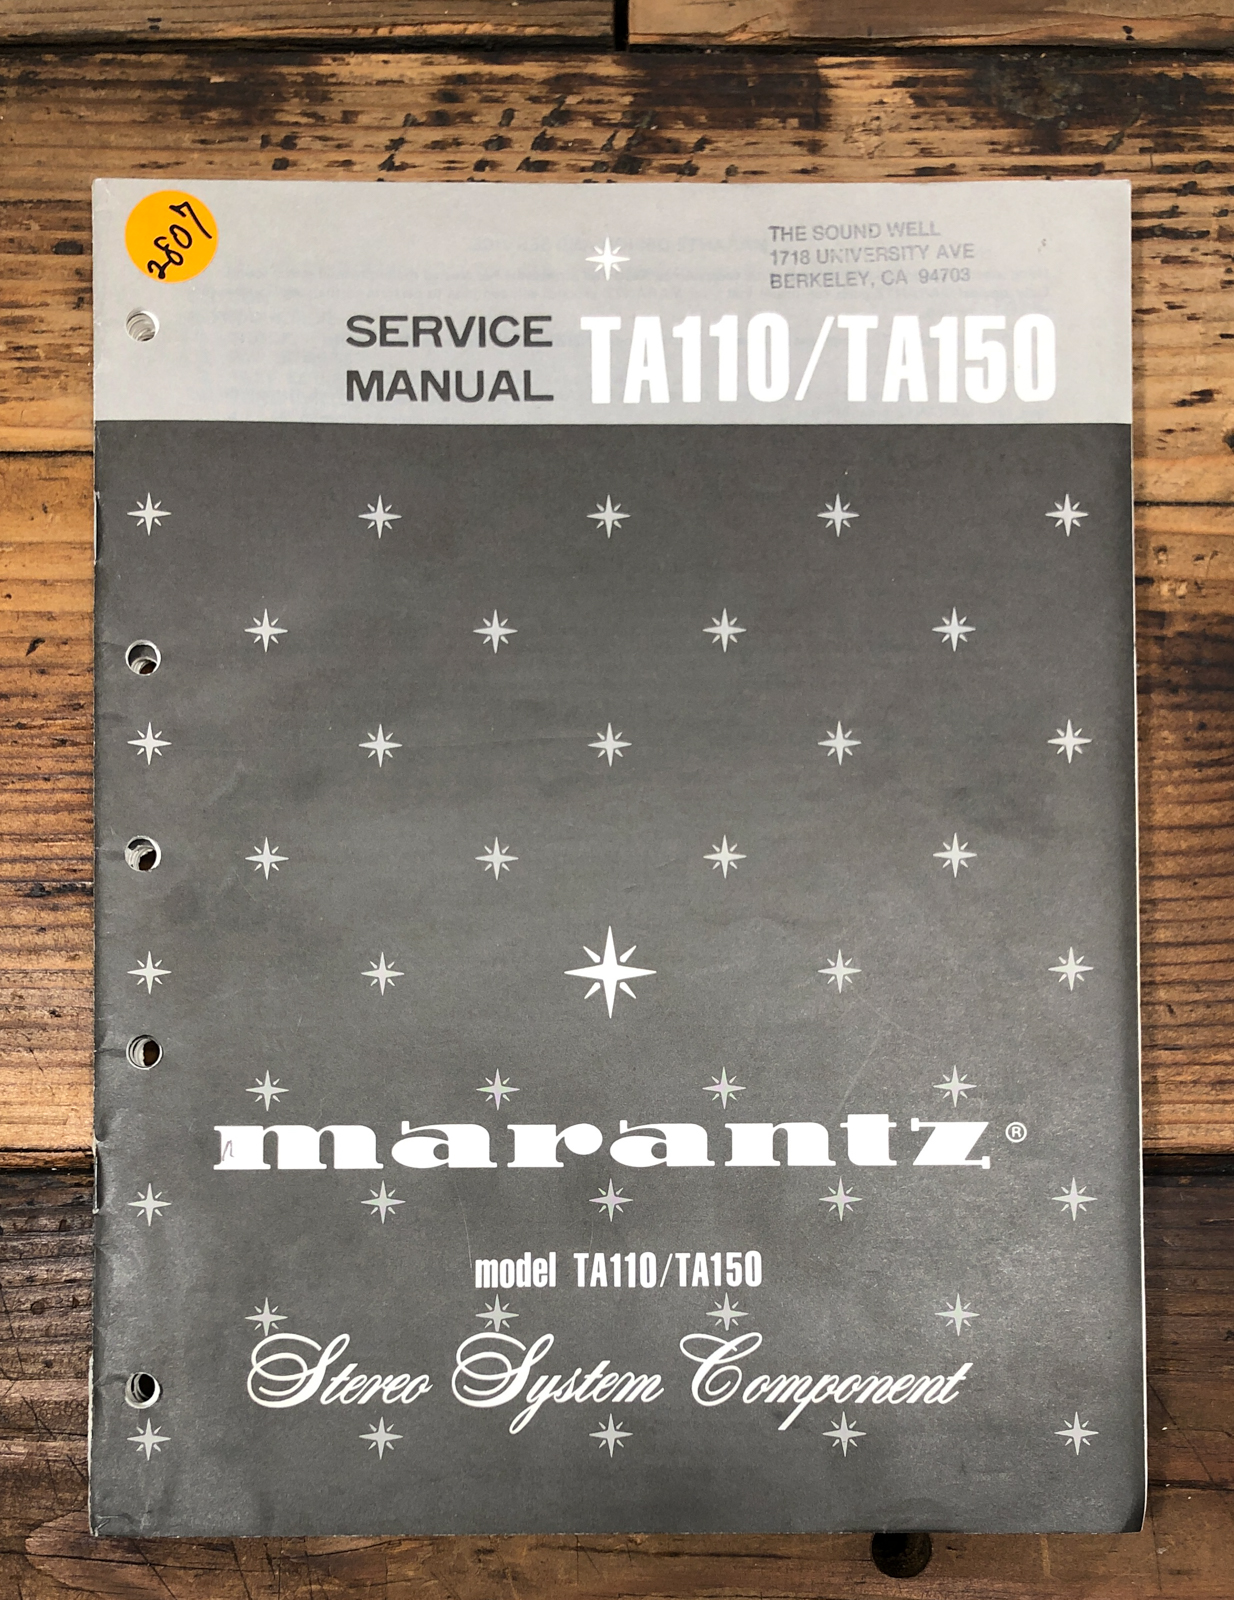 2807
THE SOUND WELL
1718 UNIVERSITY AVE
BERKELEY, CA 94703
SERVICE
MANUAL
TA110/TA150
marantz®
model TA110/TA150
Stereo System Component